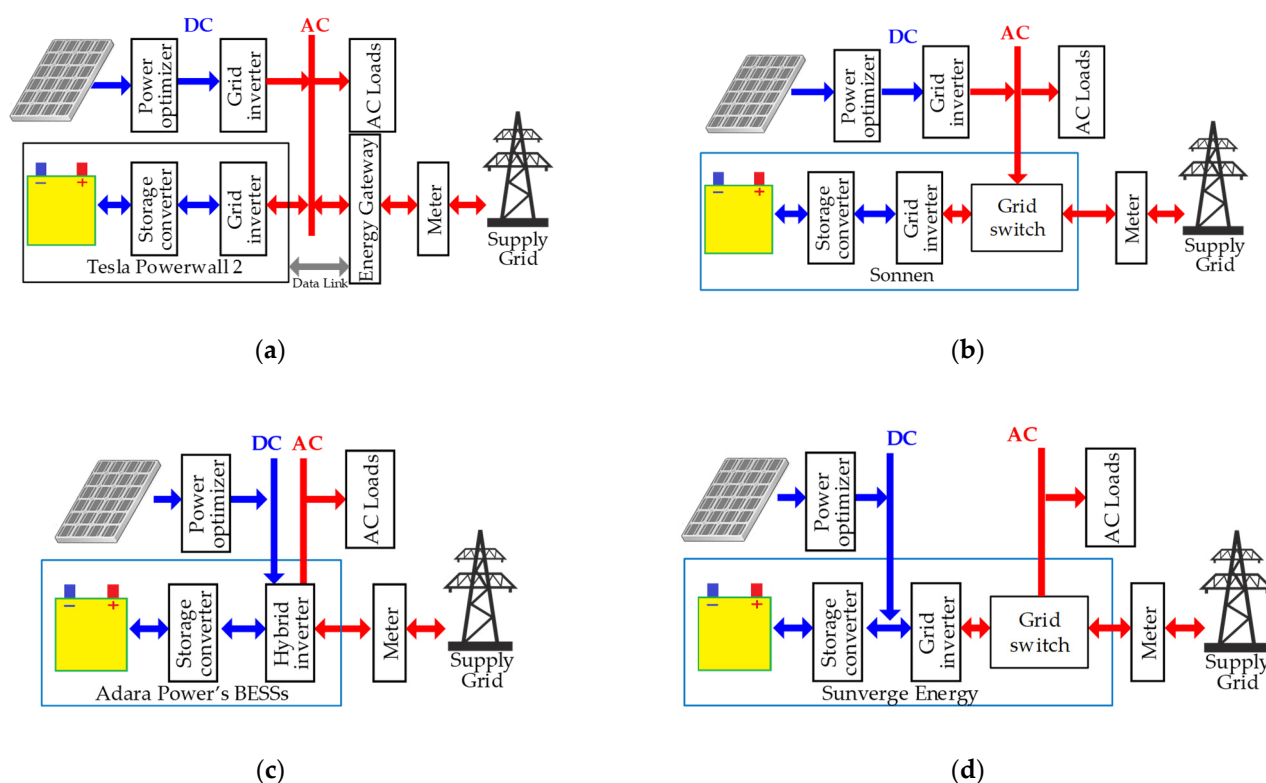 DC
AC
Power
optimizer
Grid
inverter
AC Loads
−
+
Storage
converter
Grid
inverter
Energy Gateway
Meter
Supply
Grid
Tesla Powerwall 2
Data Link
(a)
DC
AC
Power
optimizer
Grid
inverter
AC Loads
−
+
Storage
converter
Grid
inverter
Grid
switch
Meter
Supply
Grid
Sonnen
(b)
DC
AC
Power
optimizer
AC Loads
−
+
Storage
converter
Hybrid
inverter
Meter
Supply
Grid
Adara Power's BESSs
(c)
DC
AC
Power
optimizer
AC Loads
−
+
Storage
converter
Grid
inverter
Grid
switch
Meter
Supply
Grid
Sunverge Energy
(d)